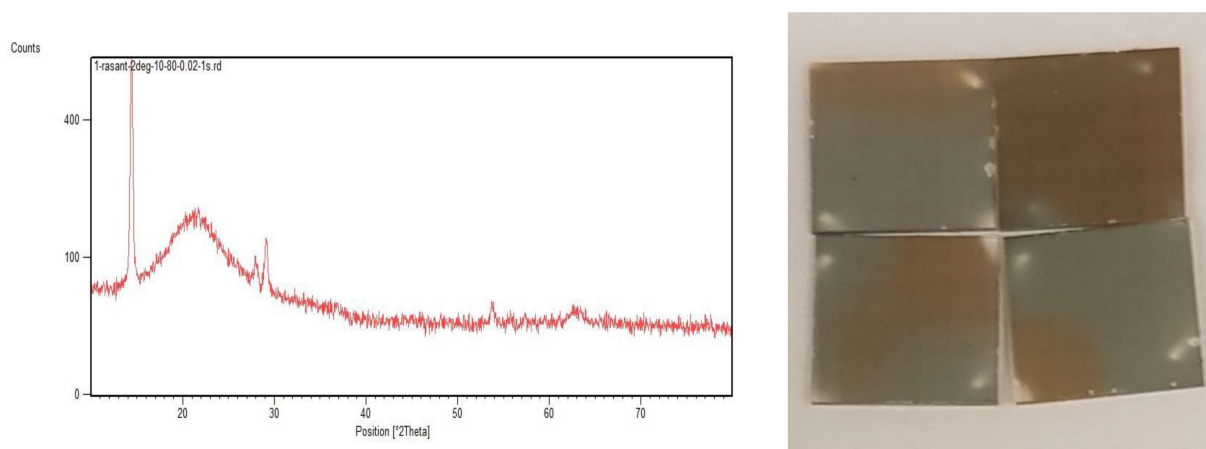 Counts
1-rasant-2deg-10-80-0.02-1s.rd
400
100
0
20 30 40 50 60 70
Position [°2Theta]